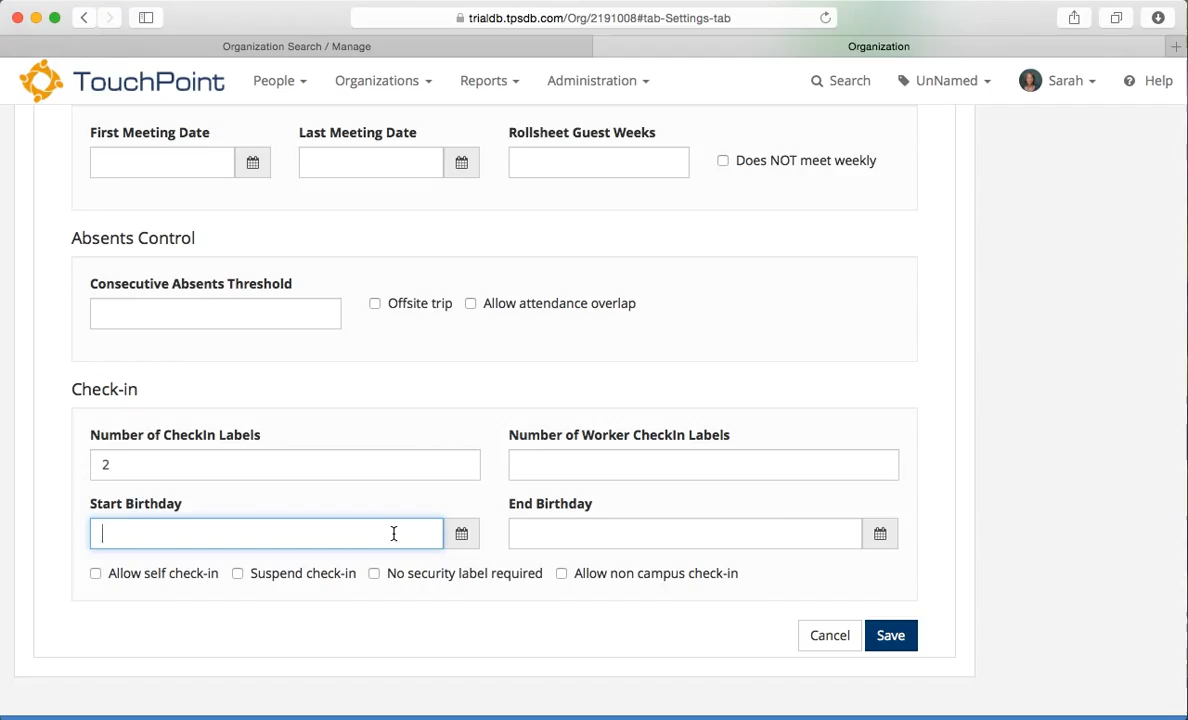 trialdb.tpsdb.com/Org/2191008#tab-Settings-tab
Organization Search / Manage
Organization
TouchPoint
People
Organizations
Reports
Administration
Search
UnNamed
Sarah
Help
First Meeting Date
Last Meeting Date
Rollsheet Guest Weeks
Does NOT meet weekly
Absents Control
Consecutive Absents Threshold
Offsite trip
Allow attendance overlap
Check-in
Number of CheckIn Labels
Number of Worker CheckIn Labels
2
Start Birthday
End Birthday
Allow self check-in
Suspend check-in
No security label required
Allow non campus check-in
Cancel
Save